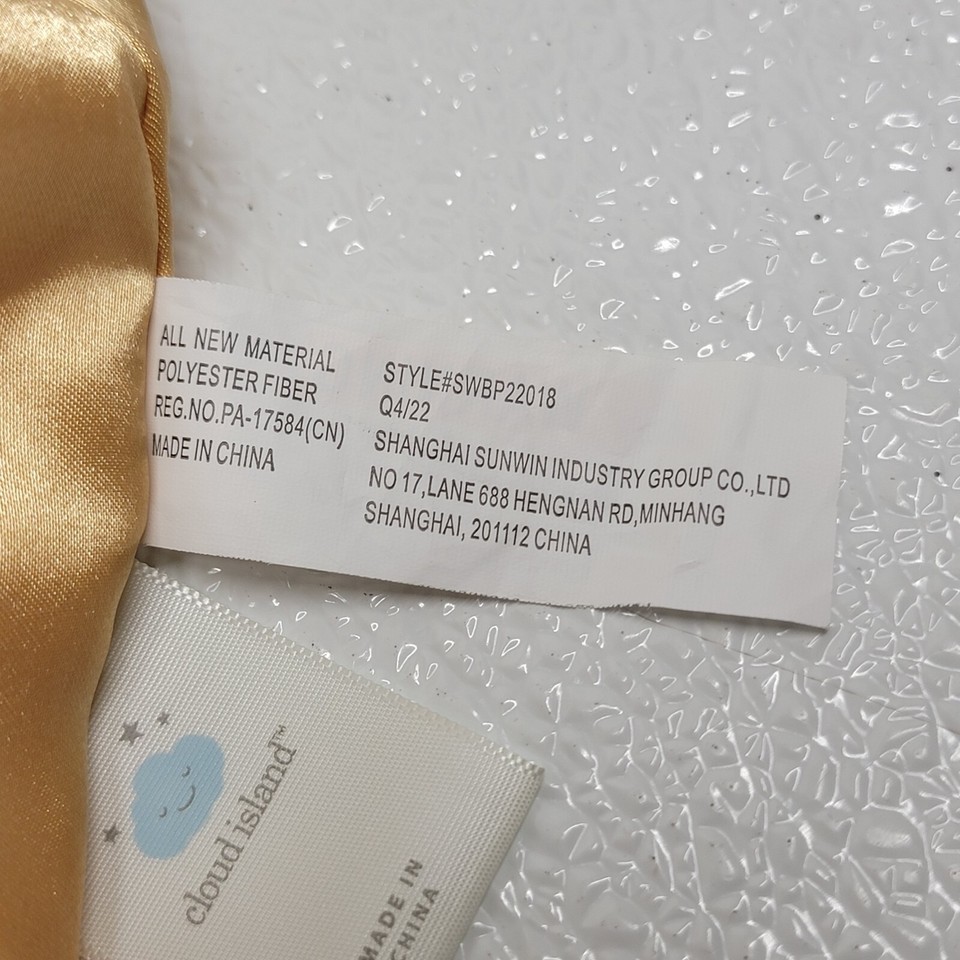 ALL NEW MATERIAL
POLYESTER FIBER
REG.NO.PA-17584(CN)
MADE IN CHINA
STYLE#SWBP22018
Q4/22
SHANGHAI SUNWIN INDUSTRY GROUP CO.,LTD
NO 17,LANE 688 HENGNAN RD,MINHANG
SHANGHAI, 201112 CHINA
cloud island™
MADE IN
CHINA